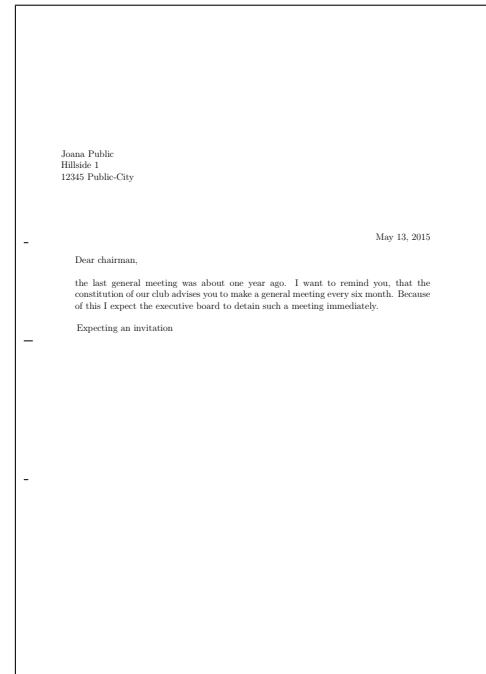 Joana Public
Hillside 1
12345 Public-City
May 13, 2015
Dear chairman,
the last general meeting was about one year ago. I want to remind you, that the
constitution of our club advises you to make a general meeting every six month. Because
of this I expect the executive board to detain such a meeting immediately.
Expecting an invitation